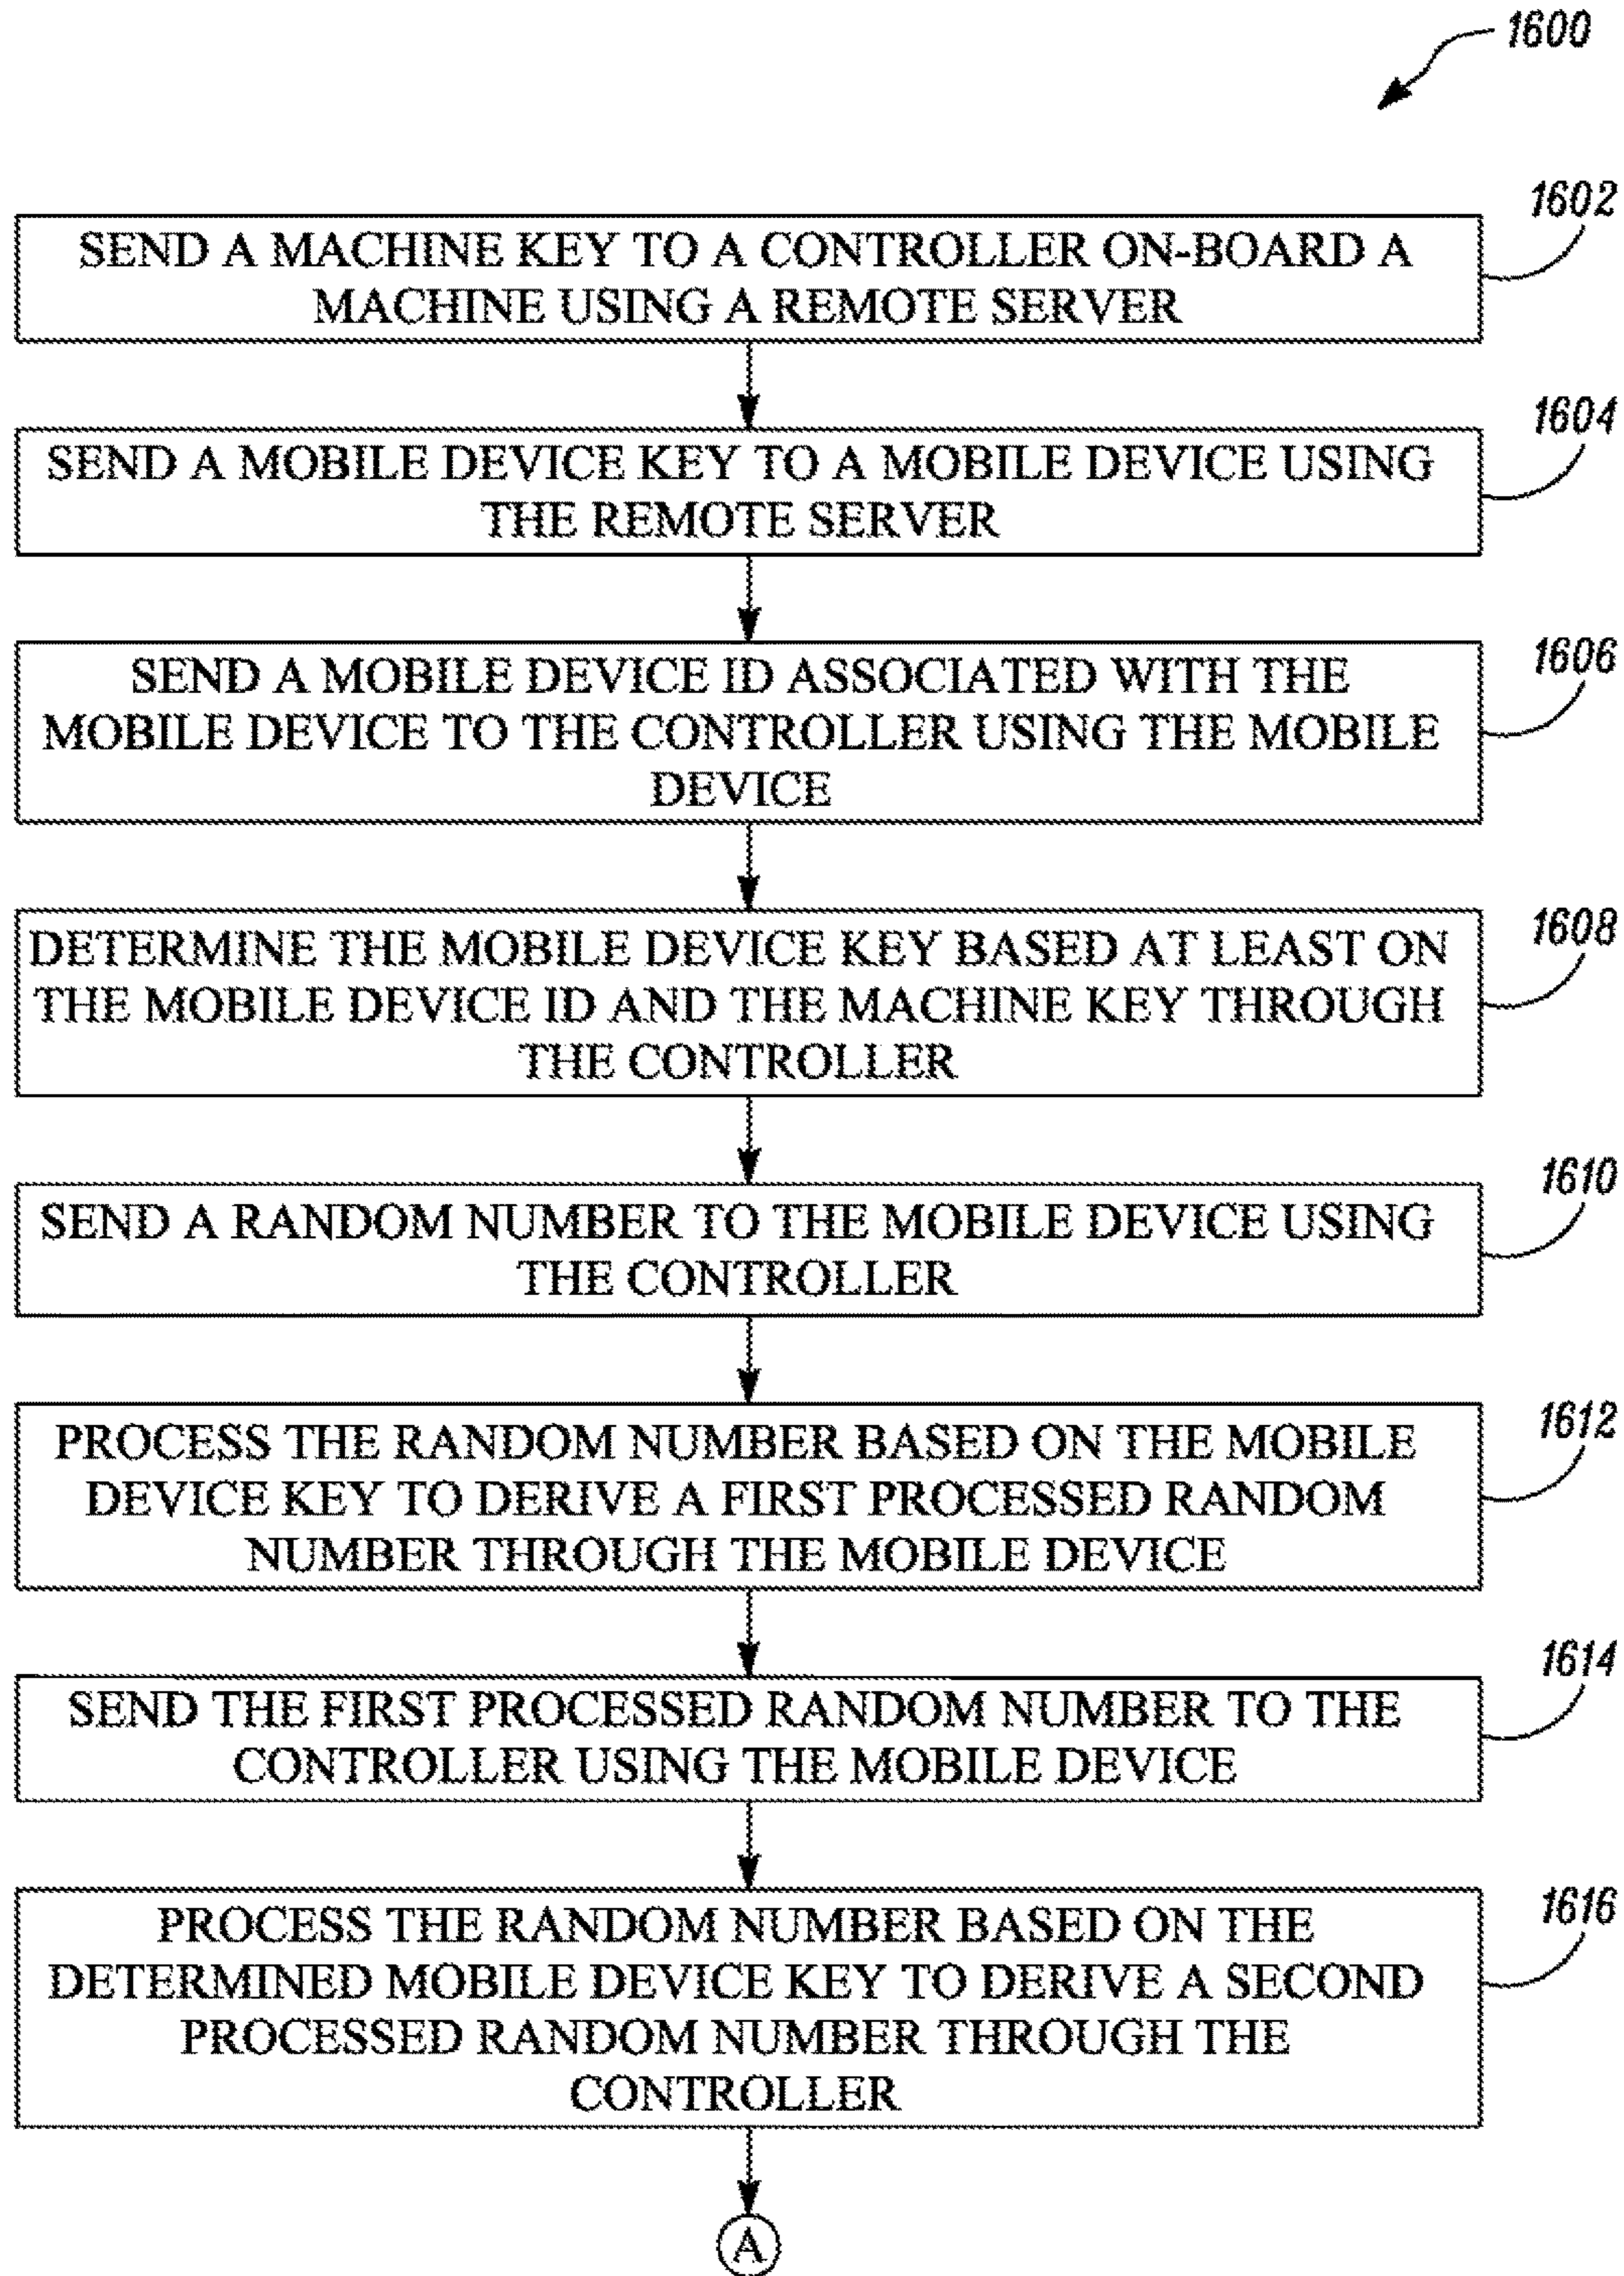 1600
1602
SEND A MACHINE KEY TO A CONTROLLER ON-BOARD A
MACHINE USING A REMOTE SERVER
1604
SEND A MOBILE DEVICE KEY TO A MOBILE DEVICE USING
THE REMOTE SERVER
1606
SEND A MOBILE DEVICE ID ASSOCIATED WITH THE
MOBILE DEVICE TO THE CONTROLLER USING THE MOBILE
DEVICE
1608
DETERMINE THE MOBILE DEVICE KEY BASED AT LEAST ON
THE MOBILE DEVICE ID AND THE MACHINE KEY THROUGH
THE CONTROLLER
1610
SEND A RANDOM NUMBER TO THE MOBILE DEVICE USING
THE CONTROLLER
1612
PROCESS THE RANDOM NUMBER BASED ON THE MOBILE
DEVICE KEY TO DERIVE A FIRST PROCESSED RANDOM
NUMBER THROUGH THE MOBILE DEVICE
1614
SEND THE FIRST PROCESSED RANDOM NUMBER TO THE
CONTROLLER USING THE MOBILE DEVICE
1616
PROCESS THE RANDOM NUMBER BASED ON THE
DETERMINED MOBILE DEVICE KEY TO DERIVE A SECOND
PROCESSED RANDOM NUMBER THROUGH THE
CONTROLLER
A